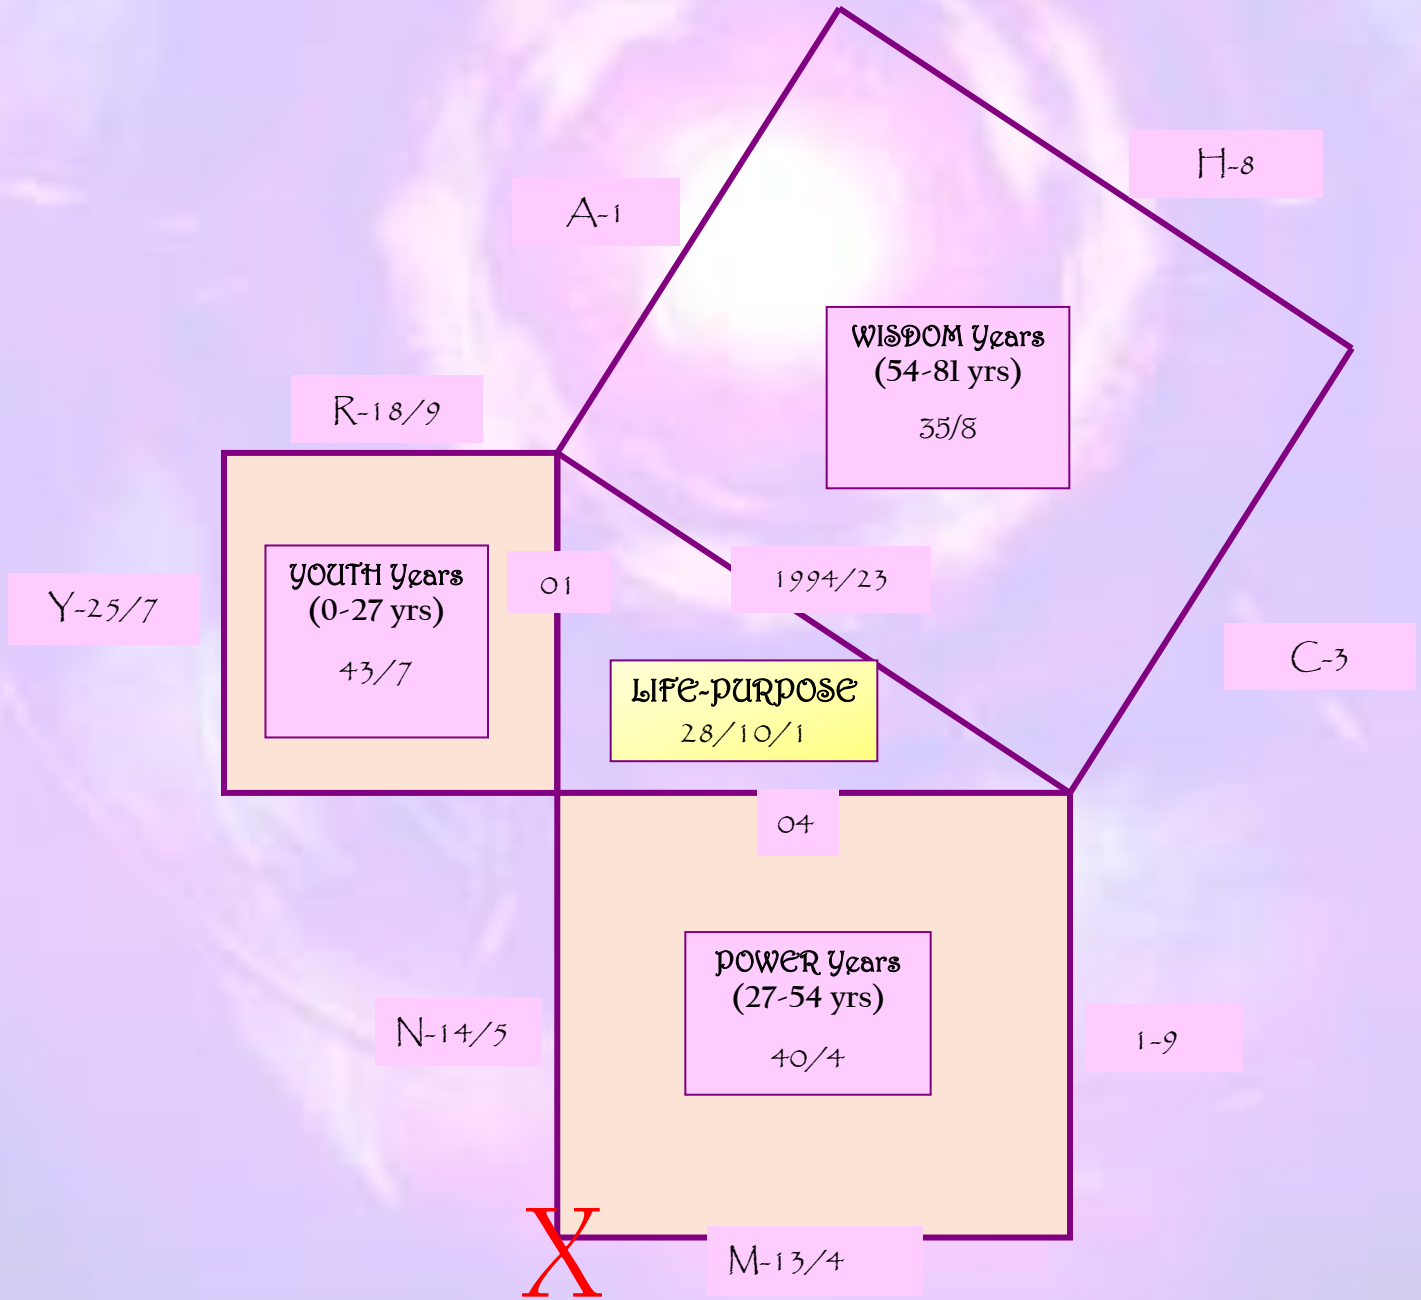 H-8
A-1
WISDOM Years
(54-81 yrs)
35/8
R-18/9
YOUTH Years
(0-27 yrs)
43/7
01
1994/23
Y-25/7
C-3
LIFE-PURPOSE
28/10/1
04
POWER Years
(27-54 yrs)
40/4
N-14/5
1-9
X
M-13/4